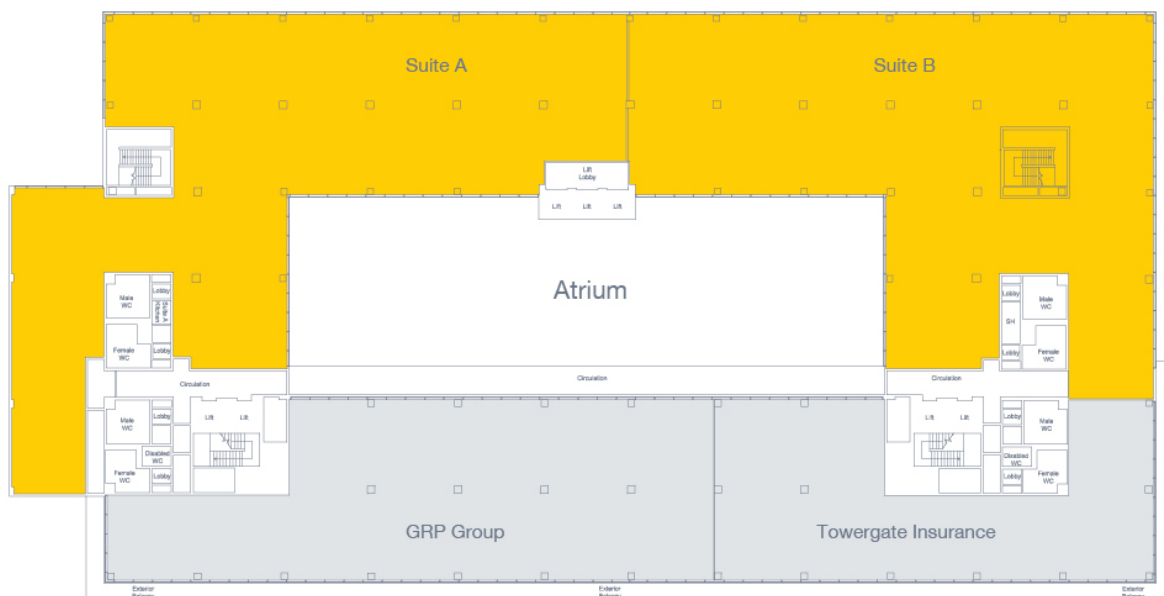 Suite A
Suite B
Lift
Lobby
Lift
Lift
Lift
Atrium
Male
WC
Lobby
Suite A
Kitchen
Female
WC
Lobby
Lobby
Male
WC
SH
Lobby
Female
WC
Circulation
Circulation
Circulation
Male
WC
Lobby
Lift
Lift
Disabled
WC
Female
WC
Lobby
Lift
Lift
Lobby
Male
WC
Disabled
WC
Lobby
Female
WC
GRP Group
Towergate Insurance
Exterior
Exterior
Exterior